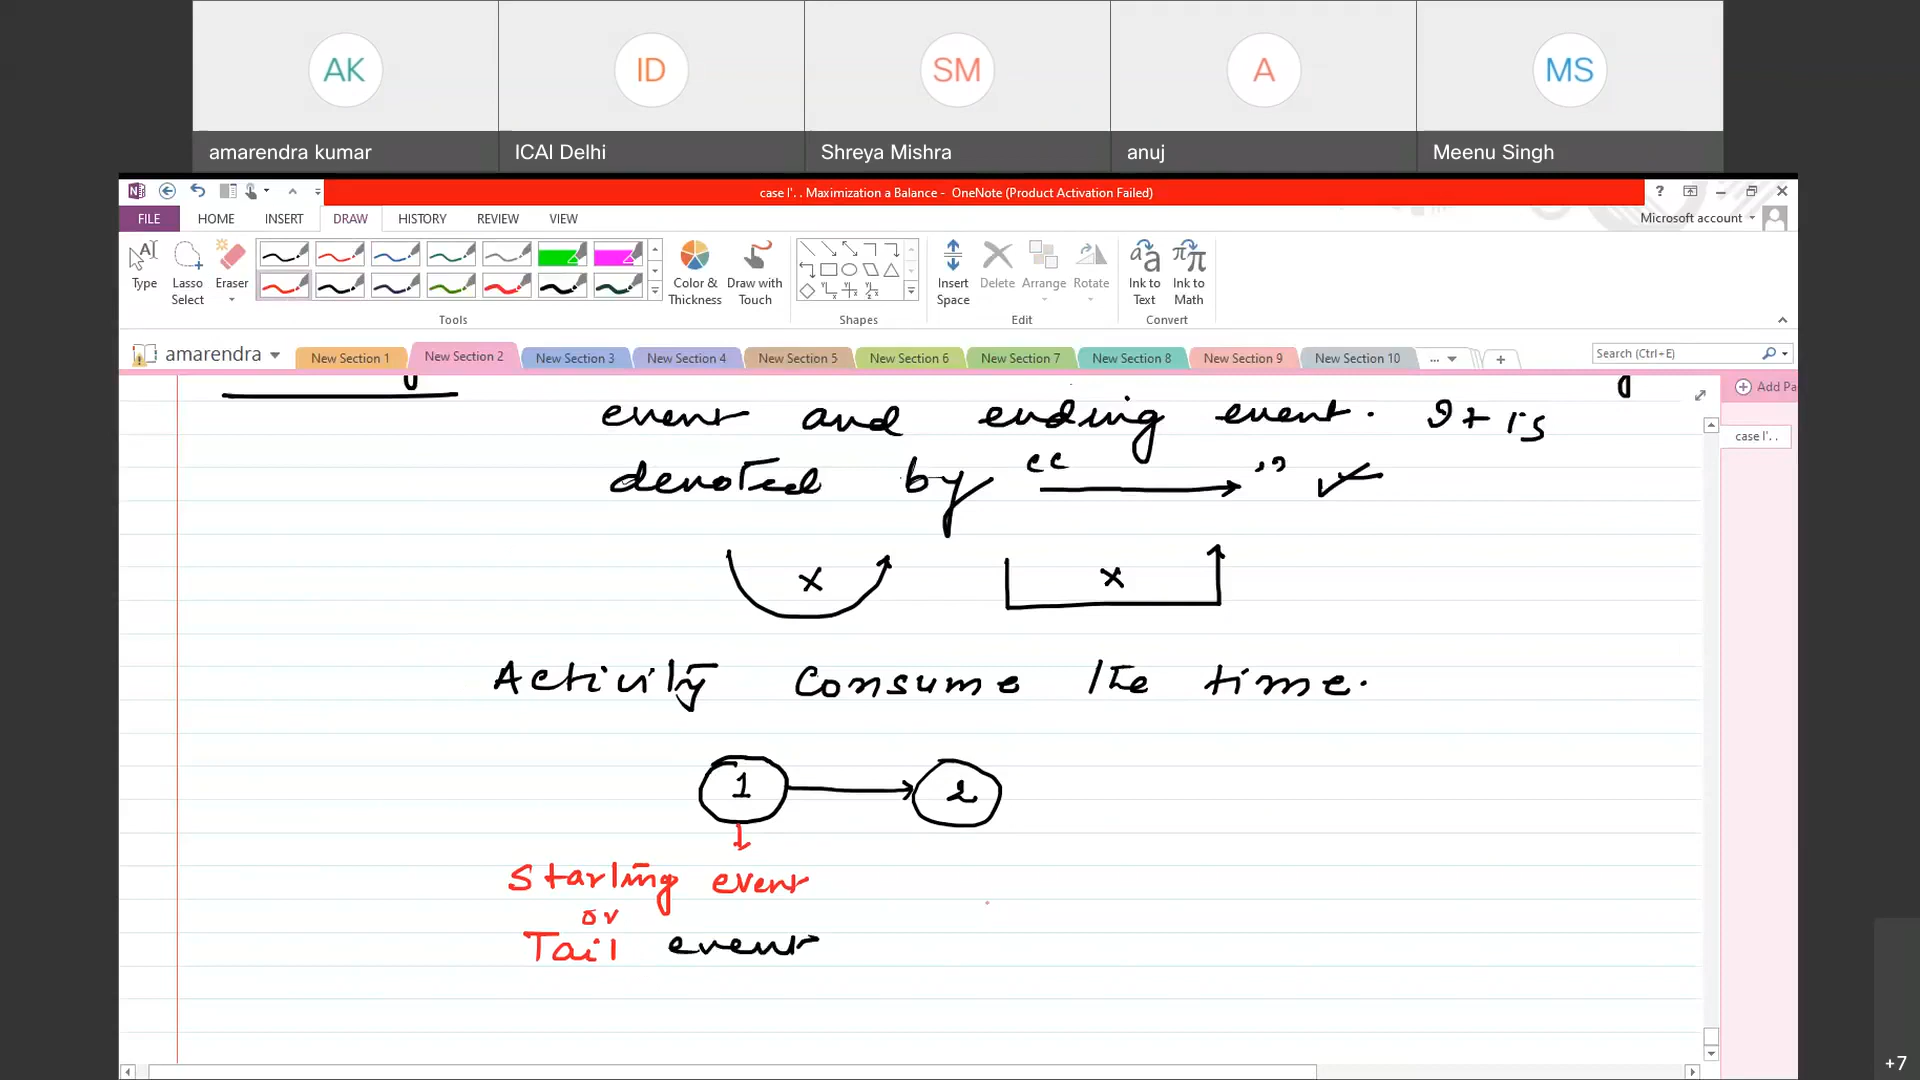 AK ID SM A MS
amarendra kumar ICAI Delhi Shreya Mishra anuj Meenu Singh
case I'. . Maximization a Balance - OneNote (Product Activation Failed) ?
FILE HOME INSERT DRAW HISTORY REVIEW VIEW Microsoft account
Type Lasso Select Eraser Color & Thickness Draw with Touch Insert Space Delete Arrange Rotate Ink to Text Ink to Math
Tools Shapes Edit Convert
amarendra New Section 1 New Section 2 New Section 3 New Section 4 New Section 5 New Section 6 New Section 7 New Section 8 New Section 9 New Section 10 ... Search (Ctrl+E)
Add Pa
case I'. .
event and ending event. It is
denoted by "⟶" ✓
x x
Activity Consume the time.
1 2
Starting event
or
Tail event
+7